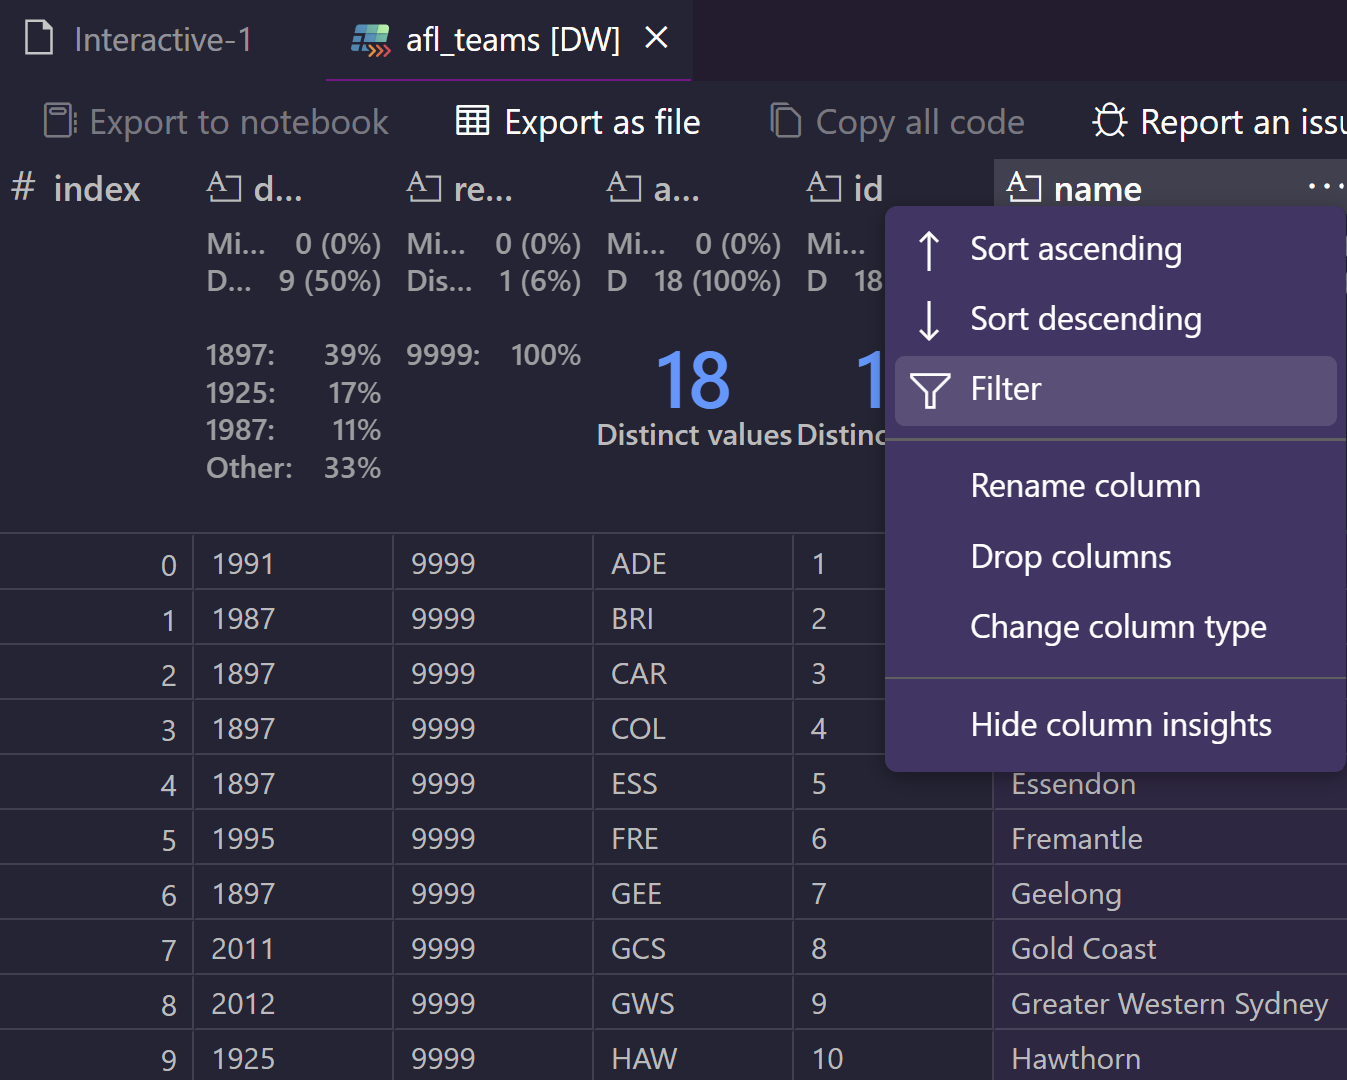 Interactive-1 afl_teams [DW]
Export to notebook Export as file Copy all code Report an issu
# index d... re... a... id name ...
Mi... 0 (0%) Mi... 0 (0%) Mi... 0 (0%) Mi...
D... 9 (50%) Dis... 1 (6%) D 18 (100%) D 18
1897: 39% 9999: 100% 18 1
1925: 17%
1987: 11% Distinct values Distinc
Other: 33%
Sort ascending
Sort descending
Filter
Rename column
Drop columns
Change column type
Hide column insights
0 1991 9999 ADE 1
1 1987 9999 BRI 2
2 1897 9999 CAR 3
3 1897 9999 COL 4
4 1897 9999 ESS 5 Essendon
5 1995 9999 FRE 6 Fremantle
6 1897 9999 GEE 7 Geelong
7 2011 9999 GCS 8 Gold Coast
8 2012 9999 GWS 9 Greater Western Sydney
9 1925 9999 HAW 10 Hawthorn